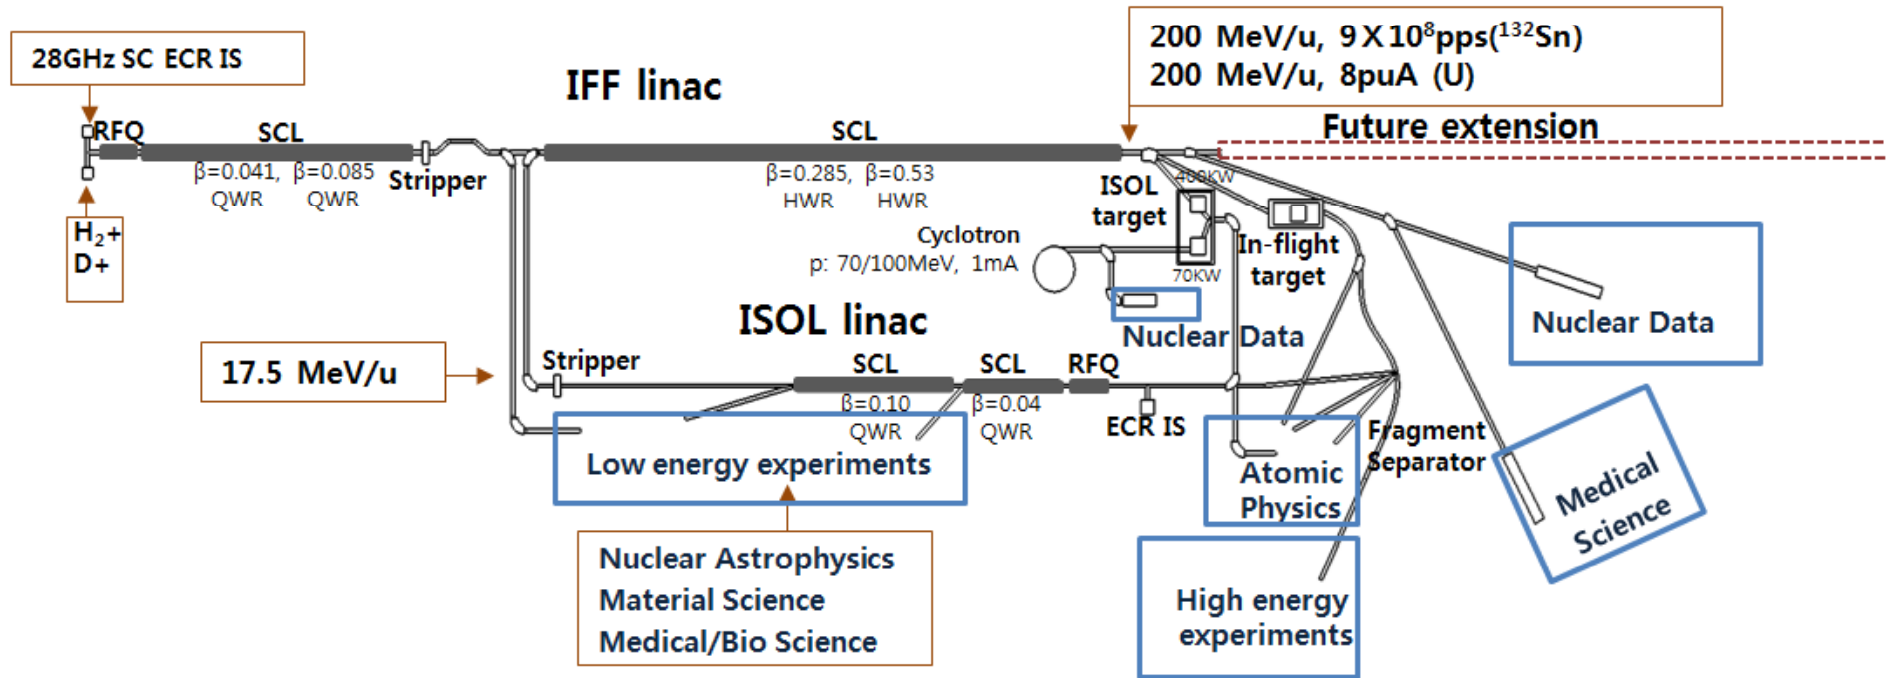 28GHz SC ECR IS
IFF linac
200 MeV/u, 9X10⁸pps(¹³²Sn)
200 MeV/u, 8puA (U)
RFQ
SCL
SCL
Future extension
β=0.041, β=0.085
QWR QWR
Stripper
β=0.285, β=0.53
HWR HWR
400KW
ISOL
target
H₂+
D+
Cyclotron
p: 70/100MeV, 1mA
In-flight
target
70KW
Nuclear Data
Nuclear Data
ISOL linac
17.5 MeV/u
Stripper
SCL
SCL
RFQ
β=0.10
QWR
β=0.04
QWR
ECR IS
Fragment
Separator
Low energy experiments
Atomic
Physics
Medical
Science
Nuclear Astrophysics
Material Science
Medical/Bio Science
High energy
experiments